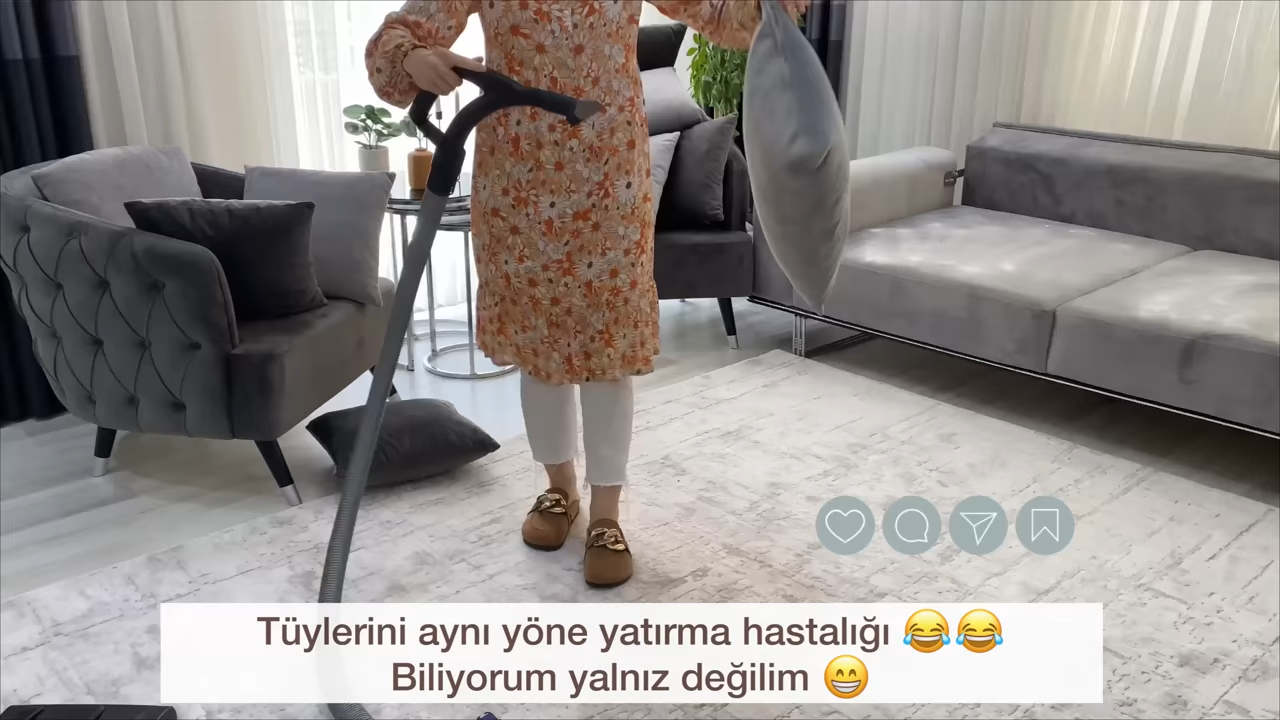 Tüylerini aynı yöne yatırma hastalığı 😂😂
Biliyorum yalnız değilim 😁